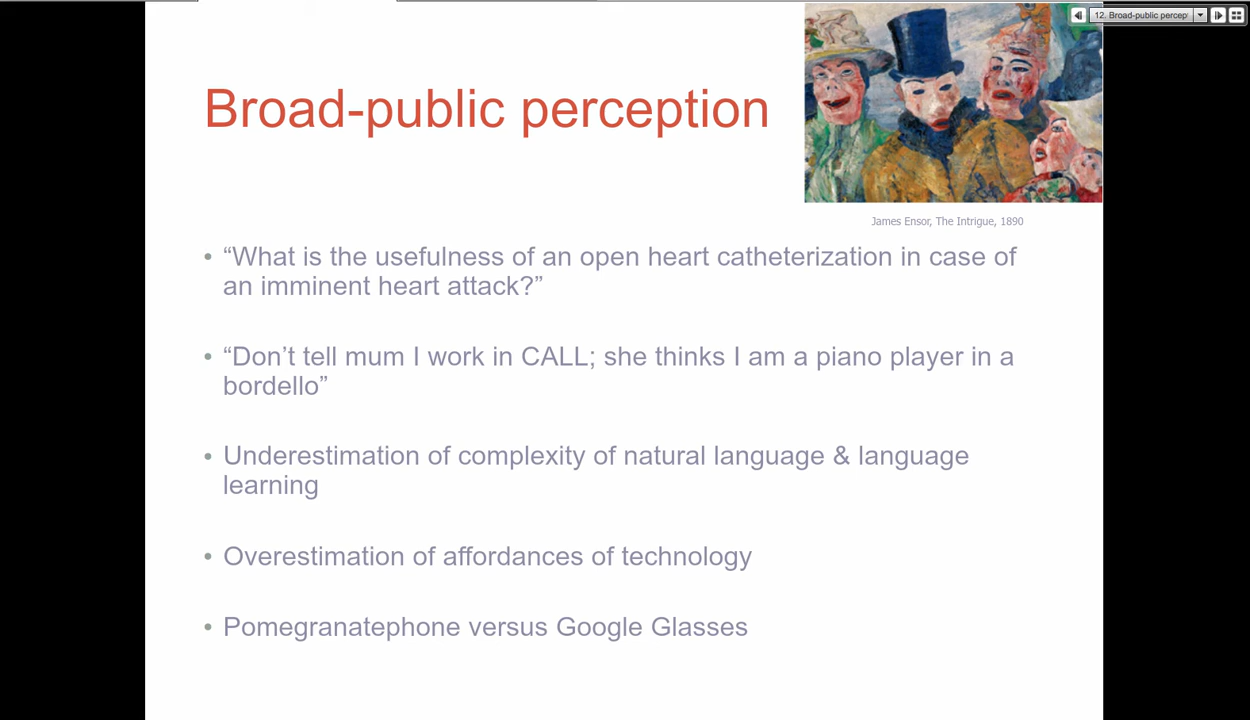 12. Broad-public percep
Broad-public perception
James Ensor, The Intrigue, 1890
• “What is the usefulness of an open heart catheterization in case of
an imminent heart attack?”
• “Don’t tell mum I work in CALL; she thinks I am a piano player in a
bordello”
• Underestimation of complexity of natural language & language
learning
• Overestimation of affordances of technology
• Pomegranatephone versus Google Glasses